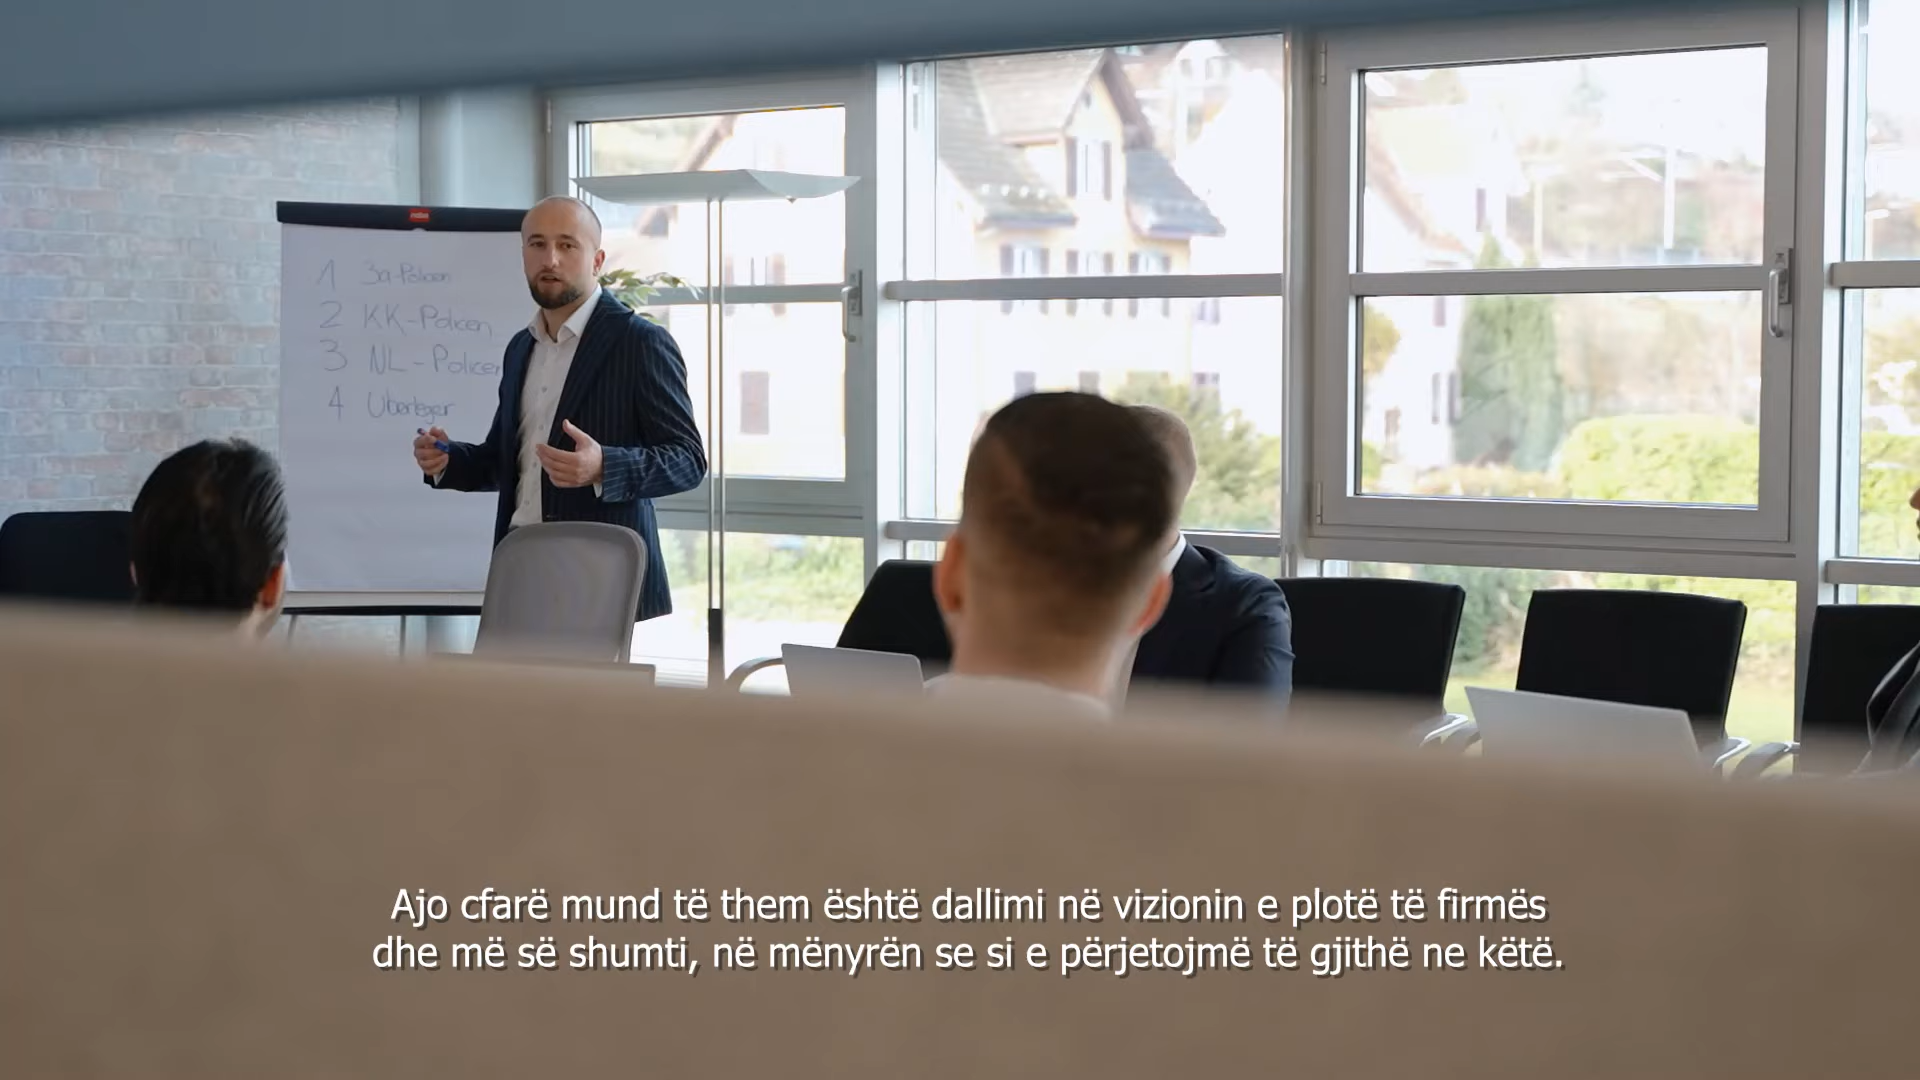 nobo
1 3a-Policen
2 KK-Policen
3 NL-Policen
4 Überleger
Ajo cfarë mund të them është dallimi në vizionin e plotë të firmës
dhe më së shumti, në mënyrën se si e përjetojmë të gjithë ne këtë.